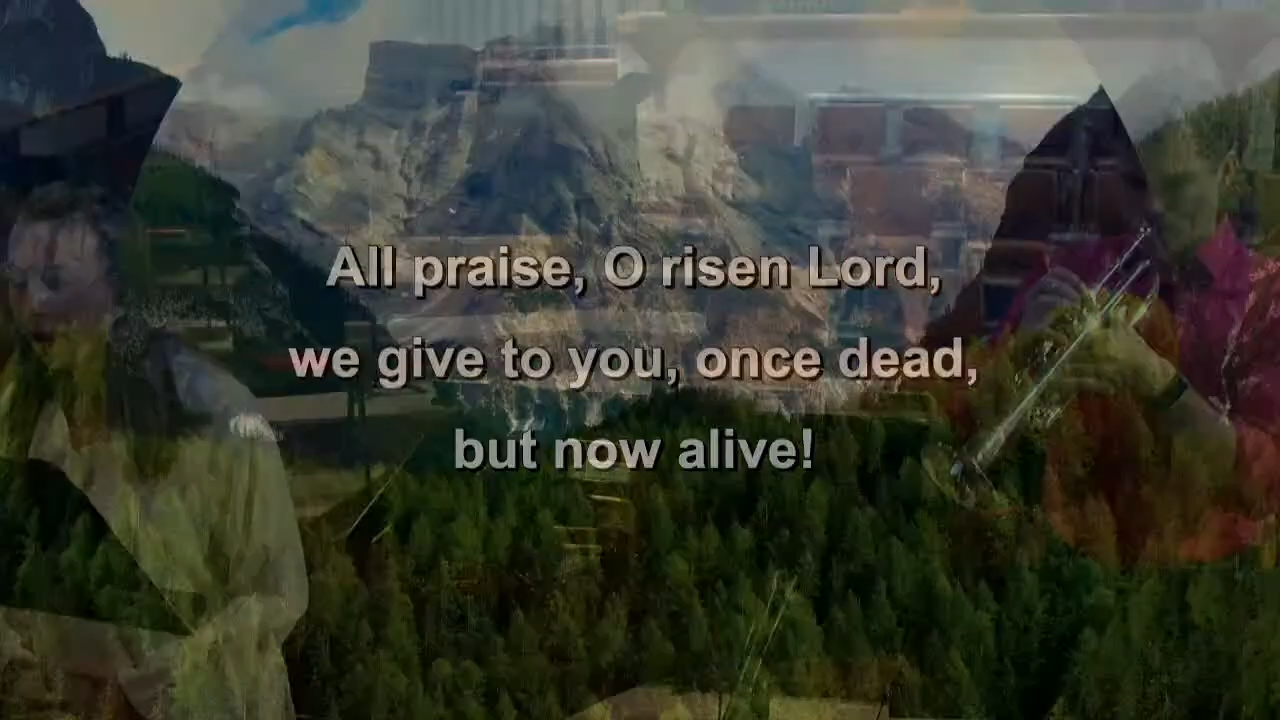 All praise, O risen Lord,
we give to you, once dead,
but now alive!